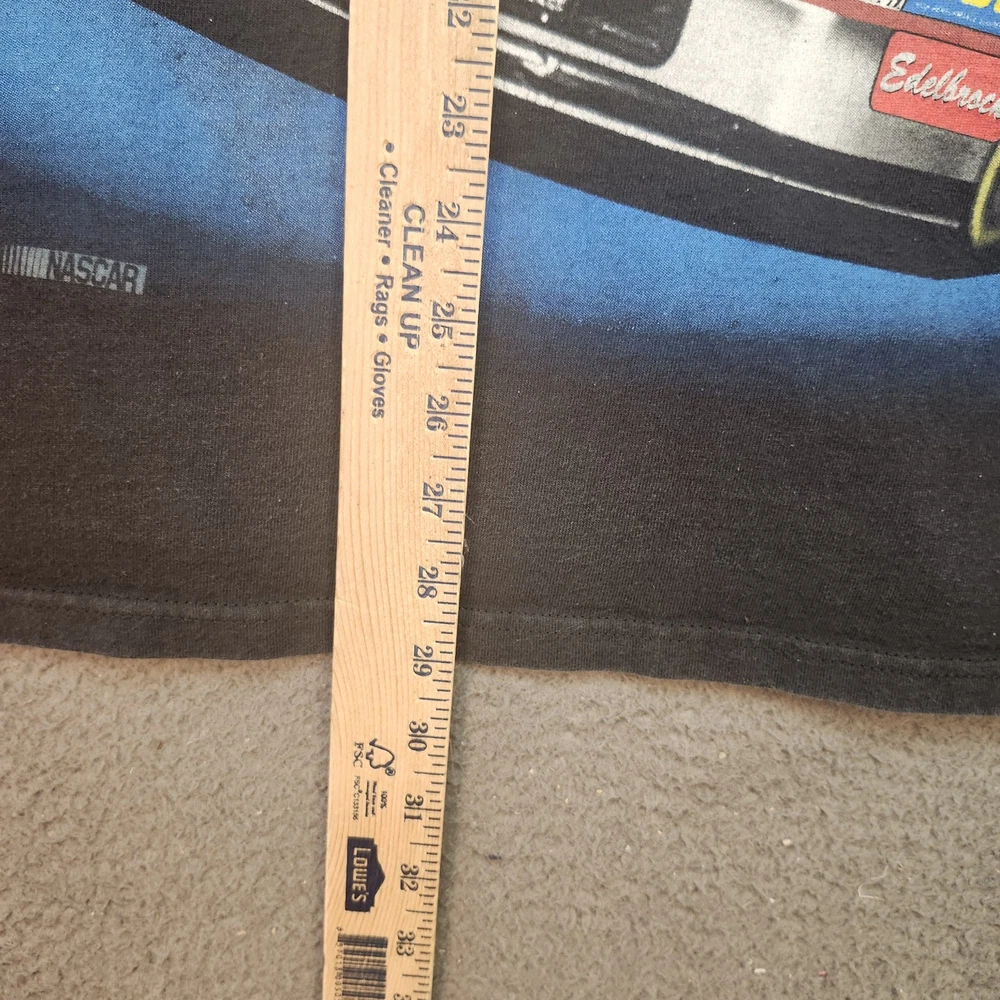 22
23
24
25
26
27
28
29
30
31
32
33
CLEAN UP
• Cleaner • Rags • Gloves
NASCAR
Edelbrock
FSC
100%
LOWE'S